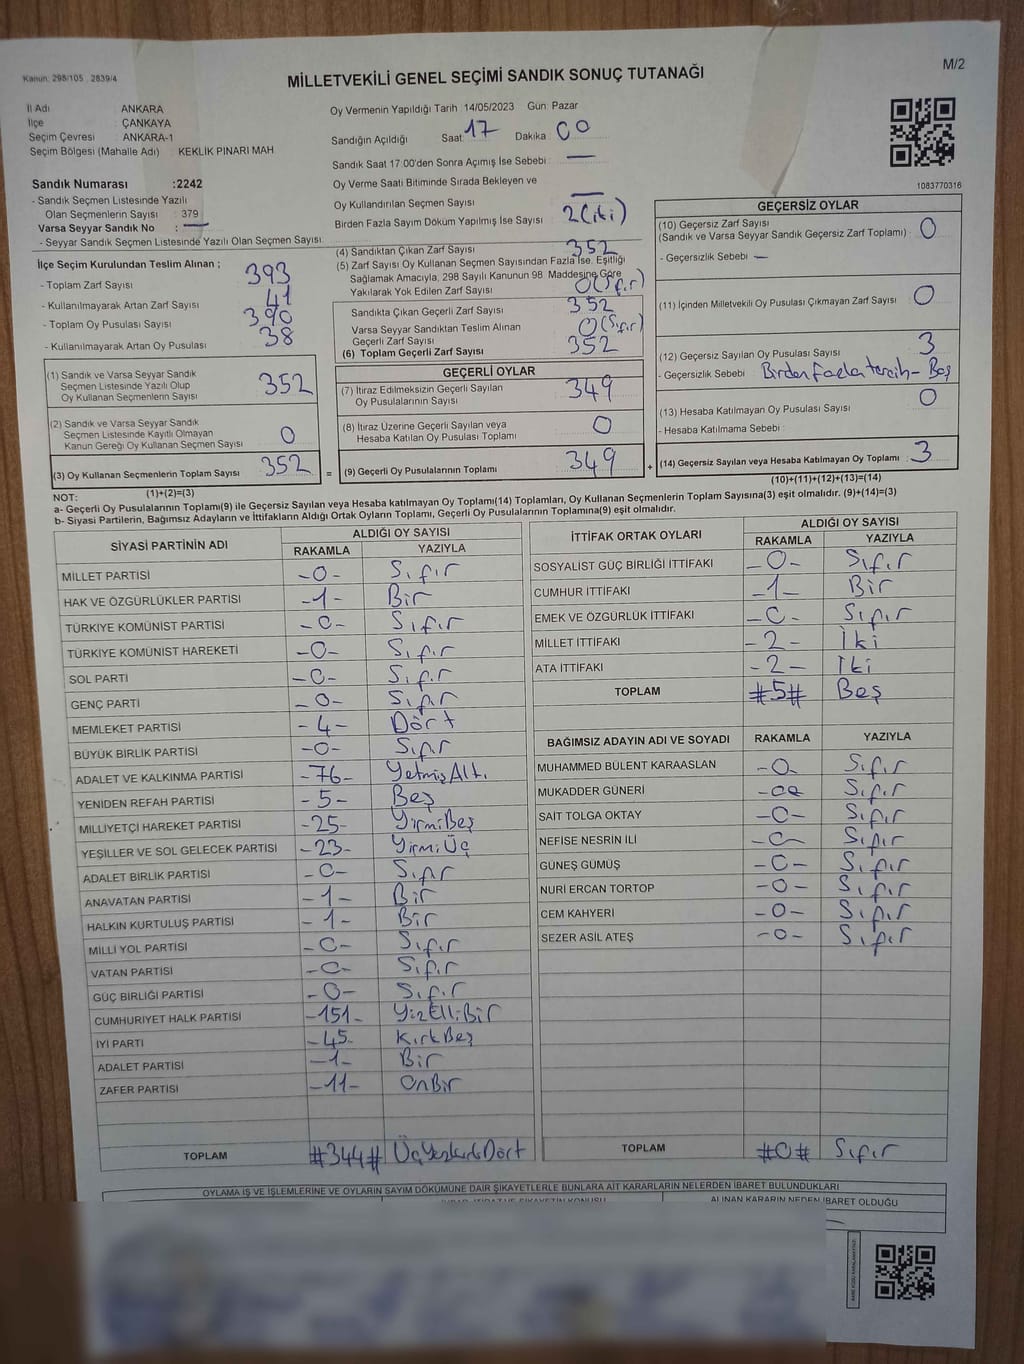 Kanun: 298/105 2839/4
M/2
MİLLETVEKİLİ GENEL SEÇİMİ SANDIK SONUÇ TUTANAĞI
İl Adı ANKARA
İlçe ÇANKAYA
Seçim Çevresi ANKARA-1
Seçim Bölgesi (Mahalle Adı) KEKLİK PINARI MAH
Sandık Numarası :2242
- Sandık Seçmen Listesinde Yazılı
Olan Seçmenlerin Sayısı : 379
Varsa Seyyar Sandık No : —
- Seyyar Sandık Seçmen Listesinde Yazılı Olan Seçmen Sayısı:
İlçe Seçim Kurulundan Teslim Alınan ;
- Toplam Zarf Sayısı 393
- Kullanılmayarak Artan Zarf Sayısı 41
- Toplam Oy Pusulası Sayısı 390
- Kullanılmayarak Artan Oy Pusulası 38
(1) Sandık ve Varsa Seyyar Sandık
Seçmen Listesinde Yazılı Olup
Oy Kullanan Seçmenlerin Sayısı 352
(2) Sandık ve Varsa Seyyar Sandık
Seçmen Listesinde Kayıtlı Olmayan
Kanun Gereği Oy Kullanan Seçmen Sayısı 0
(3) Oy Kullanan Seçmenlerin Toplam Sayısı 352 =
(1)+(2)=(3)
Oy Vermenin Yapıldığı Tarih 14/05/2023 Gün: Pazar
Sandığın Açıldığı Saat 17 Dakika 00
Sandık Saat 17:00'den Sonra Açımış İse Sebebi : —
Oy Verme Saati Bitiminde Sırada Bekleyen ve
Oy Kullandırılan Seçmen Sayısı : —
Birden Fazla Sayım Döküm Yapılmış İse Sayısı : 2(iki)
(4) Sandıktan Çıkan Zarf Sayısı 352
(5) Zarf Sayısı Oy Kullanan Seçmen Sayısından Fazla İse, Eşitliği
Sağlamak Amacıyla, 298 Sayılı Kanunun 98 Maddesine Göre
Yakılarak Yok Edilen Zarf Sayısı 0(Sıfır)
Sandıkta Çıkan Geçerli Zarf Sayısı 352
Varsa Seyyar Sandıktan Teslim Alınan
Geçerli Zarf Sayısı 0(Sıfır)
(6) Toplam Geçerli Zarf Sayısı 352
GEÇERLİ OYLAR
(7) İtiraz Edilmeksizin Geçerli Sayılan
Oy Pusulalarının Sayısı 349
(8) İtiraz Üzerine Geçerli Sayılan veya
Hesaba Katılan Oy Pusulası Toplamı 0
(9) Geçerli Oy Pusulalarının Toplamı 349 +
1083770316
GEÇERSİZ OYLAR
(10) Geçersiz Zarf Sayısı
(Sandık ve Varsa Seyyar Sandık Geçersiz Zarf Toplamı) 0
- Geçersizlik Sebebi : —
(11) İçinden Milletvekili Oy Pusulası Çıkmayan Zarf Sayısı 0
(12) Geçersiz Sayılan Oy Pusulası Sayısı 3
- Geçersizlik Sebebi : Birden fazla tercih - Boş
(13) Hesaba Katılmayan Oy Pusulası Sayısı 0
- Hesaba Katılmama Sebebi :
(14) Geçersiz Sayılan veya Hesaba Katılmayan Oy Toplamı : 3
(10)+(11)+(12)+(13)=(14)
NOT:
a- Geçerli Oy Pusulalarının Toplamı(9) ile Geçersiz Sayılan veya Hesaba katılmayan Oy Toplamı(14) Toplamları, Oy Kullanan Seçmenlerin Toplam Sayısına(3) eşit olmalıdır. (9)+(14)=(3)
b- Siyasi Partilerin, Bağımsız Adayların ve İttifakların Aldığı Ortak Oyların Toplamı, Geçerli Oy Pusulalarının Toplamına(9) eşit olmalıdır.
SİYASİ PARTİNİN ADI ALDIĞI OY SAYISI
RAKAMLA YAZIYLA
MİLLET PARTİSİ -0- Sıfır
HAK VE ÖZGÜRLÜKLER PARTİSİ -1- Bir
TÜRKİYE KOMÜNİST PARTİSİ -0- Sıfır
TÜRKİYE KOMÜNİST HAREKETİ -0- Sıfır
SOL PARTİ -0- Sıfır
GENÇ PARTİ -0- Sıfır
MEMLEKET PARTİSİ -4- Dört
BÜYÜK BİRLİK PARTİSİ -0- Sıfır
ADALET VE KALKINMA PARTİSİ -76- YetmişAltı
YENİDEN REFAH PARTİSİ -5- Beş
MİLLİYETÇİ HAREKET PARTİSİ -25- YirmiBeş
YEŞİLLER VE SOL GELECEK PARTİSİ -23- YirmiÜç
ADALET BİRLİK PARTİSİ -0- Sıfır
ANAVATAN PARTİSİ -1- Bir
HALKIN KURTULUŞ PARTİSİ -1- Bir
MİLLİ YOL PARTİSİ -0- Sıfır
VATAN PARTİSİ -0- Sıfır
GÜÇ BİRLİĞİ PARTİSİ -0- Sıfır
CUMHURİYET HALK PARTİSİ -151- YüzElliBir
İYİ PARTİ -45- KırkBeş
ADALET PARTİSİ -1- Bir
ZAFER PARTİSİ -11- OnBir
TOPLAM #344# ÜçYüzKırkDört
İTTİFAK ORTAK OYLARI ALDIĞI OY SAYISI
RAKAMLA YAZIYLA
SOSYALİST GÜÇ BİRLİĞİ İTTİFAKI -0- Sıfır
CUMHUR İTTİFAKI -1- Bir
EMEK VE ÖZGÜRLÜK İTTİFAKI -0- Sıfır
MİLLET İTTİFAKI -2- İki
ATA İTTİFAKI -2- İki
TOPLAM #5# Beş
BAĞIMSIZ ADAYIN ADI VE SOYADI RAKAMLA YAZIYLA
MUHAMMED BÜLENT KARAASLAN -0- Sıfır
MUKADDER GÜNERİ Sıfır
SAİT TOLGA OKTAY -0- Sıfır
NEFİSE NESRİN İLİ -0- Sıfır
GÜNEŞ GÜMÜŞ -0- Sıfır
NURİ ERCAN TORTOP -0- Sıfır
CEM KAHYERİ -0- Sıfır
SEZER ASİL ATEŞ -0- Sıfır
TOPLAM #0# Sıfır
OYLAMA İŞ VE İŞLEMLERİNE VE OYLARIN SAYIM DÖKÜMÜNE DAİR ŞİKAYETLERLE BUNLARA AİT KARARLARIN NELERDEN İBARET BULUNDUKLARI
ALINAN KARARIN NEDEN İBARET OLDUĞU